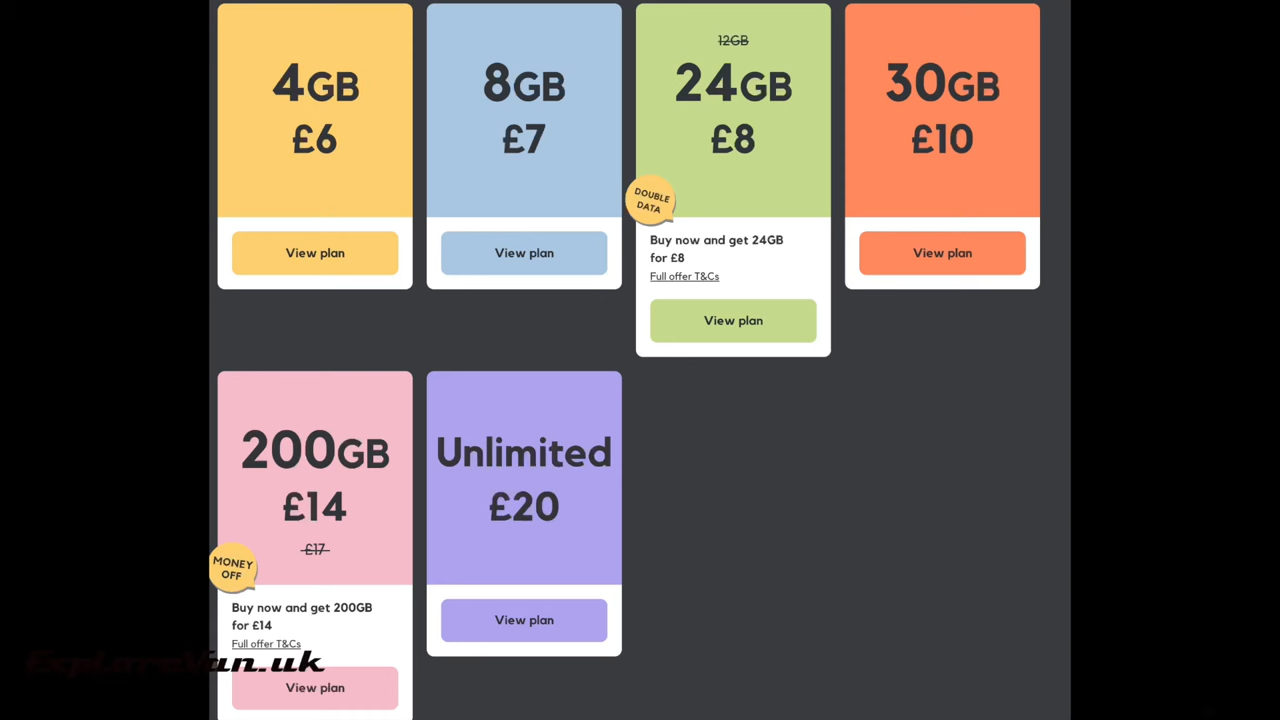 4GB
£6
View plan
8GB
£7
View plan
12GB
24GB
£8
DOUBLE
DATA
Buy now and get 24GB
for £8
Full offer T&Cs
View plan
30GB
£10
View plan
200GB
£14
£17
MONEY
OFF
Buy now and get 200GB
for £14
Full offer T&Cs
View plan
Unlimited
£20
View plan
ExploreVan.uk